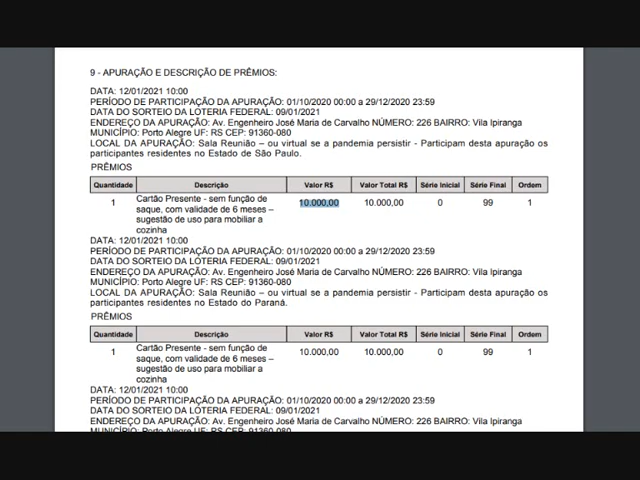 9 - APURAÇÃO E DESCRIÇÃO DE PRÊMIOS:
DATA: 12/01/2021 10:00
PERÍODO DE PARTICIPAÇÃO DA APURAÇÃO: 01/10/2020 00:00 a 29/12/2020 23:59
DATA DO SORTEIO DA LOTERIA FEDERAL: 09/01/2021
ENDEREÇO DA APURAÇÃO: Av. Engenheiro José Maria de Carvalho NÚMERO: 226 BAIRRO: Vila Ipiranga
MUNICÍPIO: Porto Alegre UF: RS CEP: 91360-080
LOCAL DA APURAÇÃO: Sala Reunião – ou virtual se a pandemia persistir - Participam desta apuração os
participantes residentes no Estado de São Paulo.
PRÊMIOS
Quantidade Descrição Valor R$ Valor Total R$ Série Inicial Série Final Ordem
1 Cartão Presente - sem função de 10.000,00 10.000,00 0 99 1
saque, com validade de 6 meses –
sugestão de uso para mobiliar a
cozinha
DATA: 12/01/2021 10:00
PERÍODO DE PARTICIPAÇÃO DA APURAÇÃO: 01/10/2020 00:00 a 29/12/2020 23:59
DATA DO SORTEIO DA LOTERIA FEDERAL: 09/01/2021
ENDEREÇO DA APURAÇÃO: Av. Engenheiro José Maria de Carvalho NÚMERO: 226 BAIRRO: Vila Ipiranga
MUNICÍPIO: Porto Alegre UF: RS CEP: 91360-080
LOCAL DA APURAÇÃO: Sala Reunião – ou virtual se a pandemia persistir - Participam desta apuração os
participantes residentes no Estado do Paraná.
PRÊMIOS
Quantidade Descrição Valor R$ Valor Total R$ Série Inicial Série Final Ordem
1 Cartão Presente - sem função de 10.000,00 10.000,00 0 99 1
saque, com validade de 6 meses –
sugestão de uso para mobiliar a
cozinha
DATA: 12/01/2021 10:00
PERÍODO DE PARTICIPAÇÃO DA APURAÇÃO: 01/10/2020 00:00 a 29/12/2020 23:59
DATA DO SORTEIO DA LOTERIA FEDERAL: 09/01/2021
ENDEREÇO DA APURAÇÃO: Av. Engenheiro José Maria de Carvalho NÚMERO: 226 BAIRRO: Vila Ipiranga
MUNICÍPIO: Porto Alegre UF: RS CEP: 91360-080